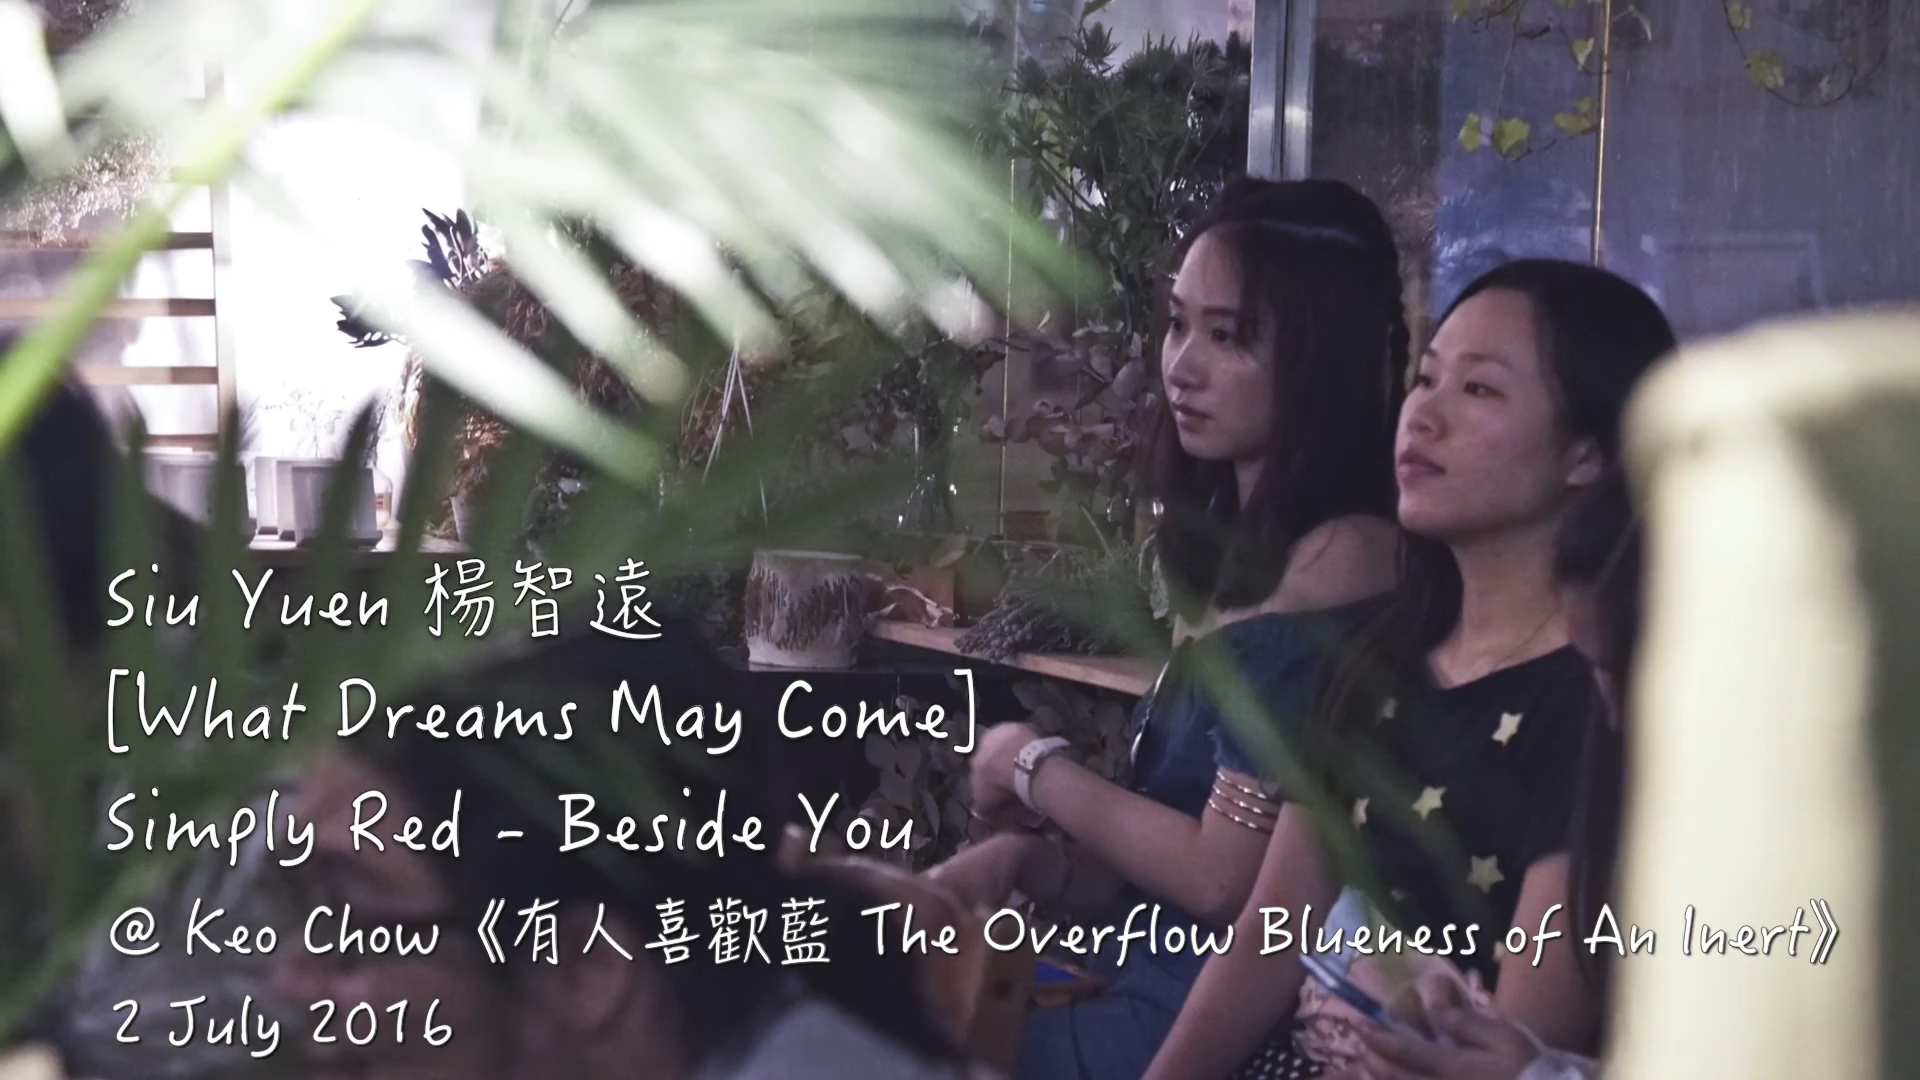 Siu Yuen 楊智遠
[What Dreams May Come]
Simply Red - Beside You
@ Keo Chow《有人喜歡藍 The Overflow Blueness of An Inert》
2 July 2016